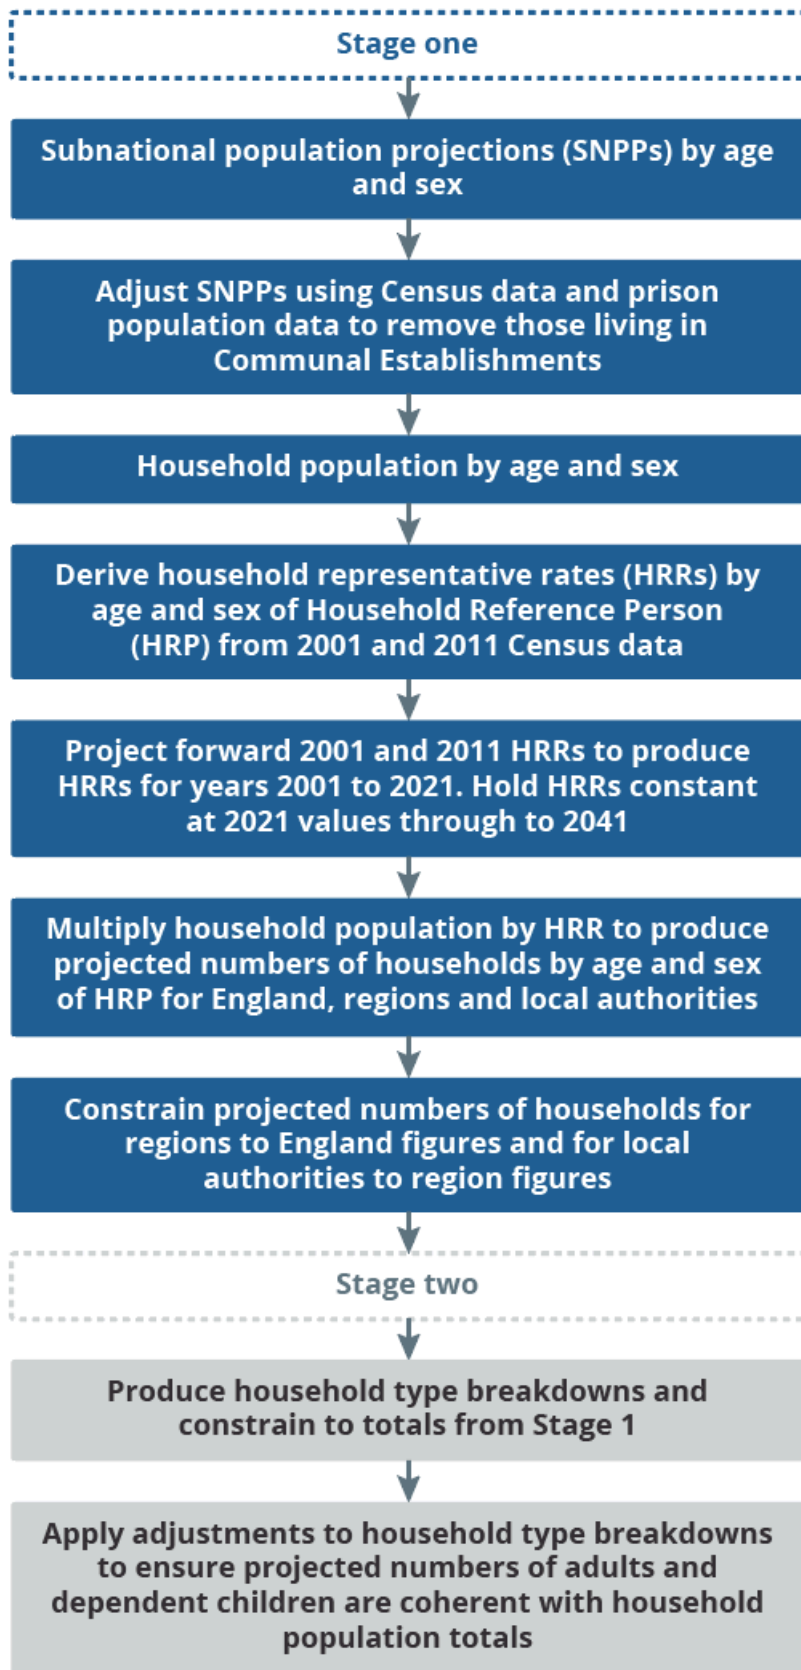 Stage one
Subnational population projections (SNPPs) by age
and sex
Adjust SNPPs using Census data and prison
population data to remove those living in
Communal Establishments
Household population by age and sex
Derive household representative rates (HRRs) by
age and sex of Household Reference Person
(HRP) from 2001 and 2011 Census data
Project forward 2001 and 2011 HRRs to produce
HRRs for years 2001 to 2021. Hold HRRs constant
at 2021 values through to 2041
Multiply household population by HRR to produce
projected numbers of households by age and sex
of HRP for England, regions and local authorities
Constrain projected numbers of households for
regions to England figures and for local
authorities to region figures
Stage two
Produce household type breakdowns and
constrain to totals from Stage 1
Apply adjustments to household type breakdowns
to ensure projected numbers of adults and
dependent children are coherent with household
population totals